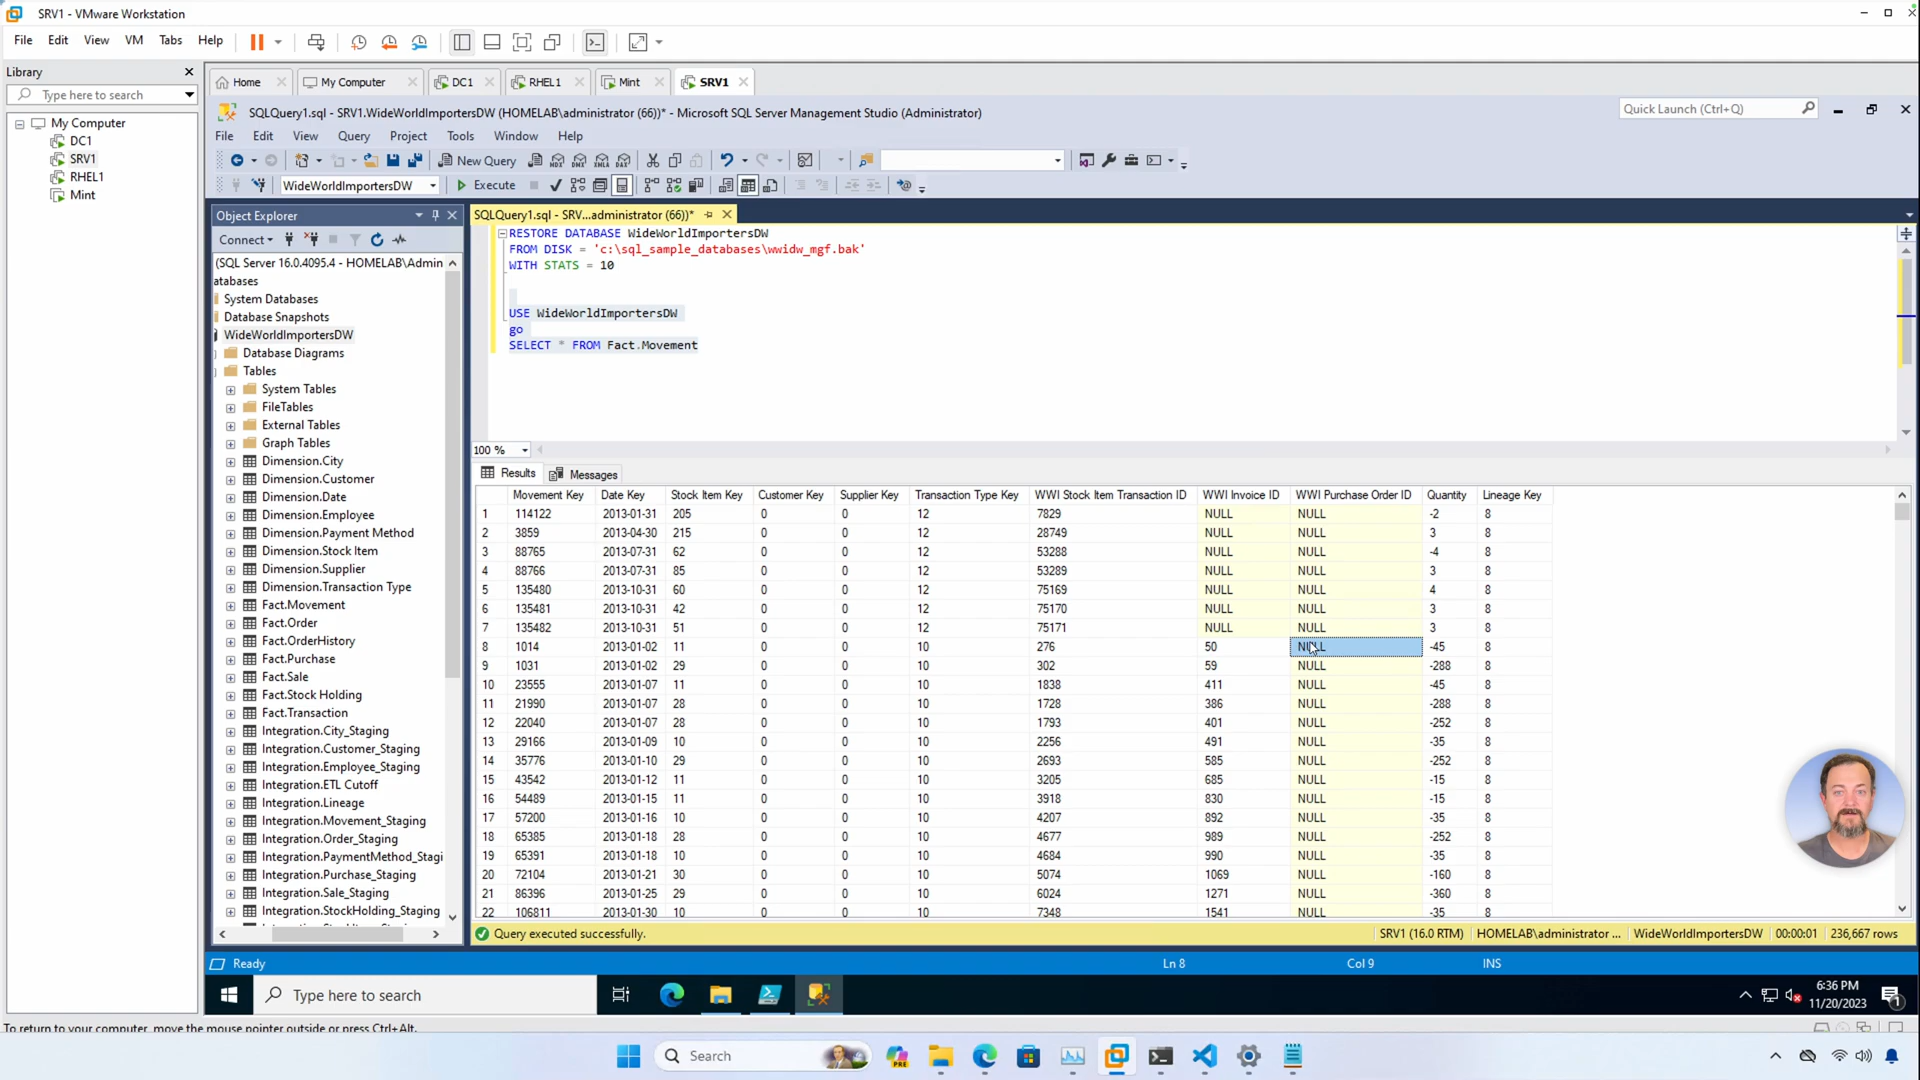 SRV1 - VMware Workstation
File Edit View VM Tabs Help
Library
Type here to search
My Computer
DC1
SRV1
RHEL1
Mint
Home
My Computer
DC1
RHEL1
Mint
SRV1
SQLQuery1.sql - SRV1.WideWorldImportersDW (HOMELAB\administrator (66))* - Microsoft SQL Server Management Studio (Administrator)
Quick Launch (Ctrl+Q)
File Edit View Query Project Tools Window Help
New Query
WideWorldImportersDW
Execute
Object Explorer
Connect
(SQL Server 16.0.4095.4 - HOMELAB\Admin
atabases
System Databases
Database Snapshots
WideWorldImportersDW
Database Diagrams
Tables
System Tables
FileTables
External Tables
Graph Tables
Dimension.City
Dimension.Customer
Dimension.Date
Dimension.Employee
Dimension.Payment Method
Dimension.Stock Item
Dimension.Supplier
Dimension.Transaction Type
Fact.Movement
Fact.Order
Fact.OrderHistory
Fact.Purchase
Fact.Sale
Fact.Stock Holding
Fact.Transaction
Integration.City_Staging
Integration.Customer_Staging
Integration.Employee_Staging
Integration.ETL Cutoff
Integration.Lineage
Integration.Movement_Staging
Integration.Order_Staging
Integration.PaymentMethod_Stagi
Integration.Purchase_Staging
Integration.Sale_Staging
Integration.StockHolding_Staging
SQLQuery1.sql - SRV...administrator (66))*
RESTORE DATABASE WideWorldImportersDW
FROM DISK = 'c:\sql_sample_databases\wwidw_mgf.bak'
WITH STATS = 10
USE WideWorldImportersDW
go
SELECT * FROM Fact.Movement
100 %
Results Messages
Movement Key Date Key Stock Item Key Customer Key Supplier Key Transaction Type Key WWI Stock Item Transaction ID WWI Invoice ID WWI Purchase Order ID Quantity Lineage Key
1 114122 2013-01-31 205 0 0 12 7829 NULL NULL -2 8
2 3859 2013-04-30 215 0 0 12 28749 NULL NULL 3 8
3 88765 2013-07-31 62 0 0 12 53288 NULL NULL -4 8
4 88766 2013-07-31 85 0 0 12 53289 NULL NULL 3 8
5 135480 2013-10-31 60 0 0 12 75169 NULL NULL 4 8
6 135481 2013-10-31 42 0 0 12 75170 NULL NULL 3 8
7 135482 2013-10-31 51 0 0 12 75171 NULL NULL 3 8
8 1014 2013-01-02 11 0 0 10 276 50 NULL -45 8
9 1031 2013-01-02 29 0 0 10 302 59 NULL -288 8
10 23555 2013-01-07 11 0 0 10 1838 411 NULL -45 8
11 21990 2013-01-07 28 0 0 10 1728 386 NULL -288 8
12 22040 2013-01-07 28 0 0 10 1793 401 NULL -252 8
13 29166 2013-01-09 10 0 0 10 2256 491 NULL -35 8
14 35776 2013-01-10 29 0 0 10 2693 585 NULL -252 8
15 43542 2013-01-12 11 0 0 10 3205 685 NULL -15 8
16 54489 2013-01-15 11 0 0 10 3918 830 NULL -15 8
17 57200 2013-01-16 10 0 0 10 4207 892 NULL -35 8
18 65385 2013-01-18 28 0 0 10 4677 989 NULL -252 8
19 65391 2013-01-18 10 0 0 10 4684 990 NULL -35 8
20 72104 2013-01-21 30 0 0 10 5074 1069 NULL -160 8
21 86396 2013-01-25 29 0 0 10 6024 1271 NULL -360 8
22 106811 2013-01-30 10 0 0 10 7348 1541 NULL -35 8
Query executed successfully.
SRV1 (16.0 RTM) HOMELAB\administrator ... WideWorldImportersDW 00:00:01 236,667 rows
Ready Ln 8 Col 9 INS
Type here to search
6:36 PM
11/20/2023
1
To return to your computer, move the mouse pointer outside or press Ctrl+Alt.
Search
PRE